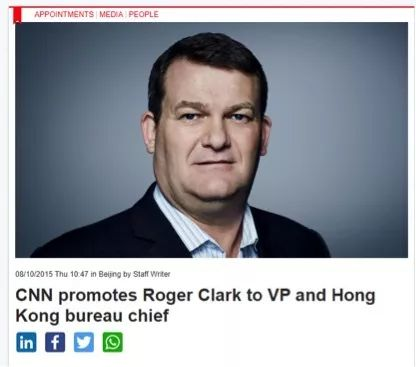 APPOINTMENTS | MEDIA | PEOPLE
08/10/2015 Thu 10:47 in Beijing by Staff Writer
CNN promotes Roger Clark to VP and Hong
Kong bureau chief
in f